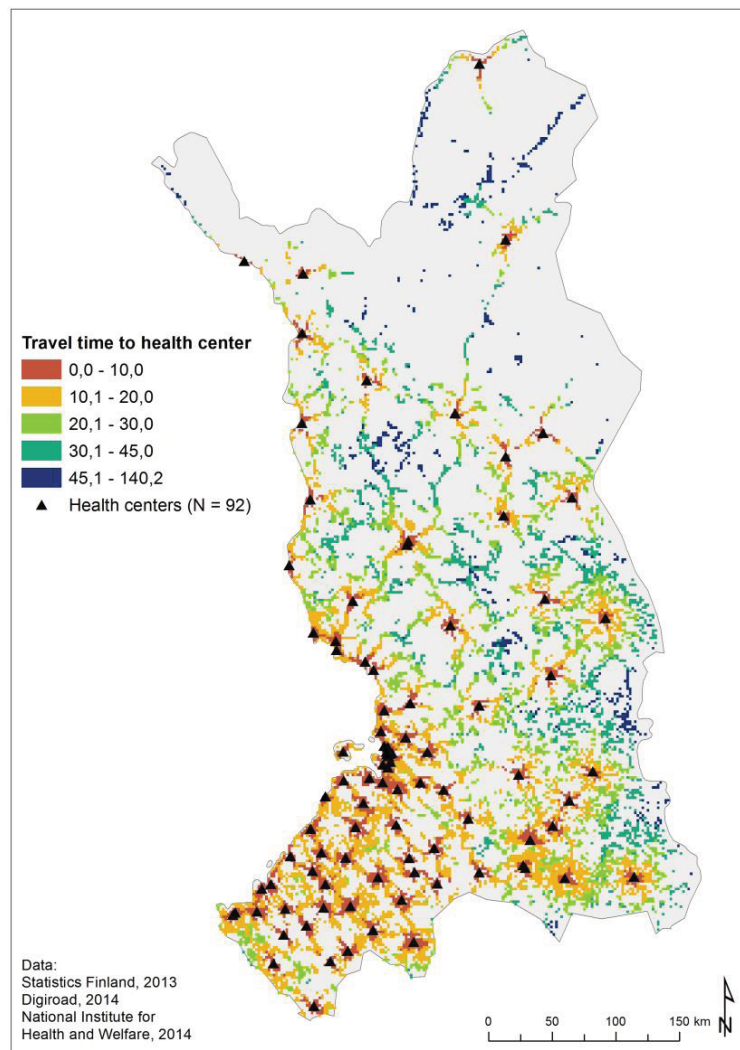 Travel time to health center
0,0 - 10,0
10,1 - 20,0
20,1 - 30,0
30,1 - 45,0
45,1 - 140,2
Health centers (N = 92)
Data:
Statistics Finland, 2013
Digiroad, 2014
National Institute for
Health and Welfare, 2014
0 50 100 150 km
N